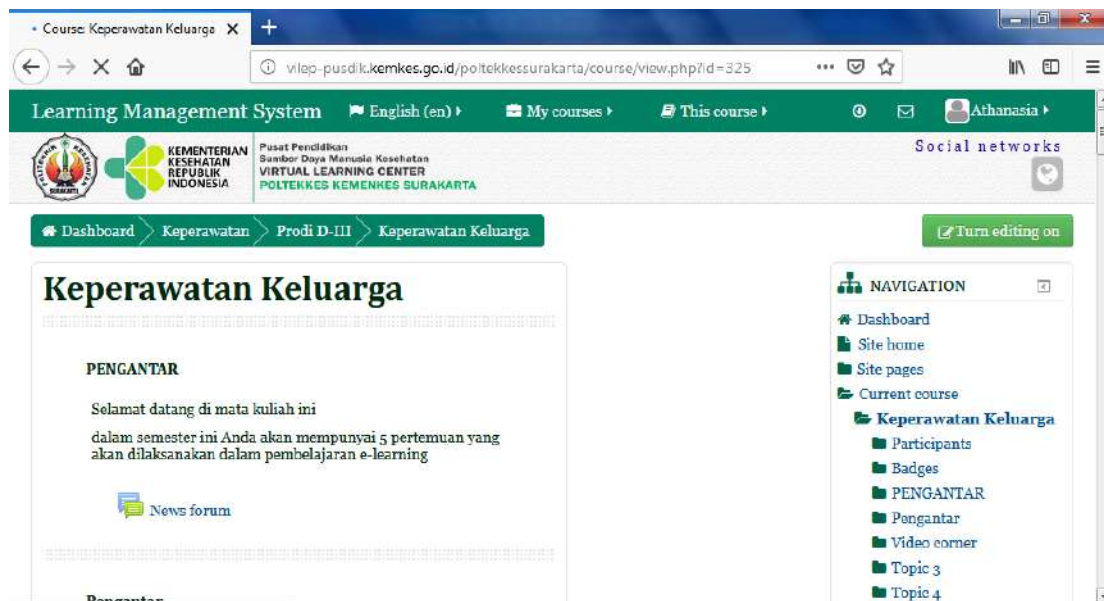 Course: Keperawatan Keluarga
vilep-pusdik.kemkes.go.id/poltekkessurakarta/course/view.php?id=325
Learning Management System
English (en)
My courses
This course
Athanasia
KEMENTERIAN
KESEHATAN
REPUBLIK
INDONESIA
Pusat Pendidikan
Sumber Daya Manusia Kesehatan
VIRTUAL LEARNING CENTER
POLTEKKES KEMENKES SURAKARTA
Social networks
Dashboard
Keperawatan
Prodi D-III
Keperawatan Keluarga
Turn editing on
Keperawatan Keluarga
PENGANTAR
Selamat datang di mata kuliah ini
dalam semester ini Anda akan mempunyai 5 pertemuan yang
akan dilaksanakan dalam pembelajaran e-learning
News forum
Pengantar
NAVIGATION
Dashboard
Site home
Site pages
Current course
Keperawatan Keluarga
Participants
Badges
PENGANTAR
Pengantar
Video corner
Topic 3
Topic 4